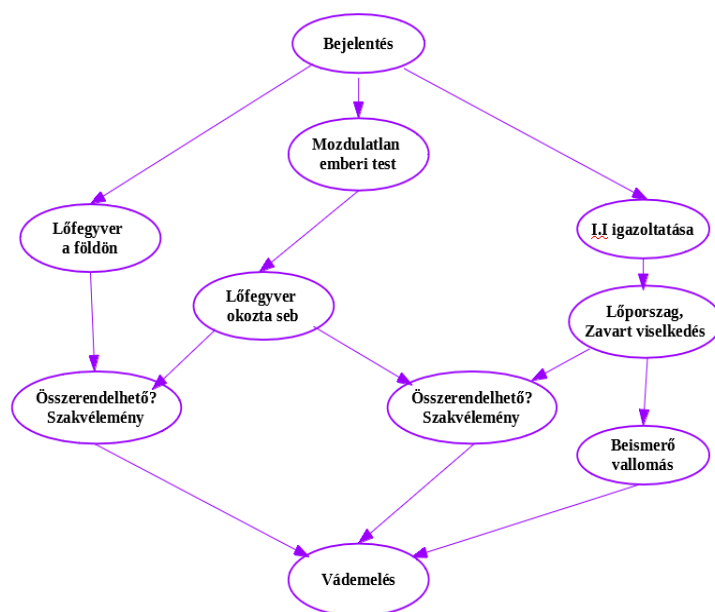 Bejelentés
Mozdulatlan
emberi test
Lőfegyver
a földön
I.I igazoltatása
Lőfegyver
okozta seb
Lőporszag,
Zavart viselkedés
Összerendelhető?
Szakvélemény
Összerendelhető?
Szakvélemény
Beismerő
vallomás
Vádemelés